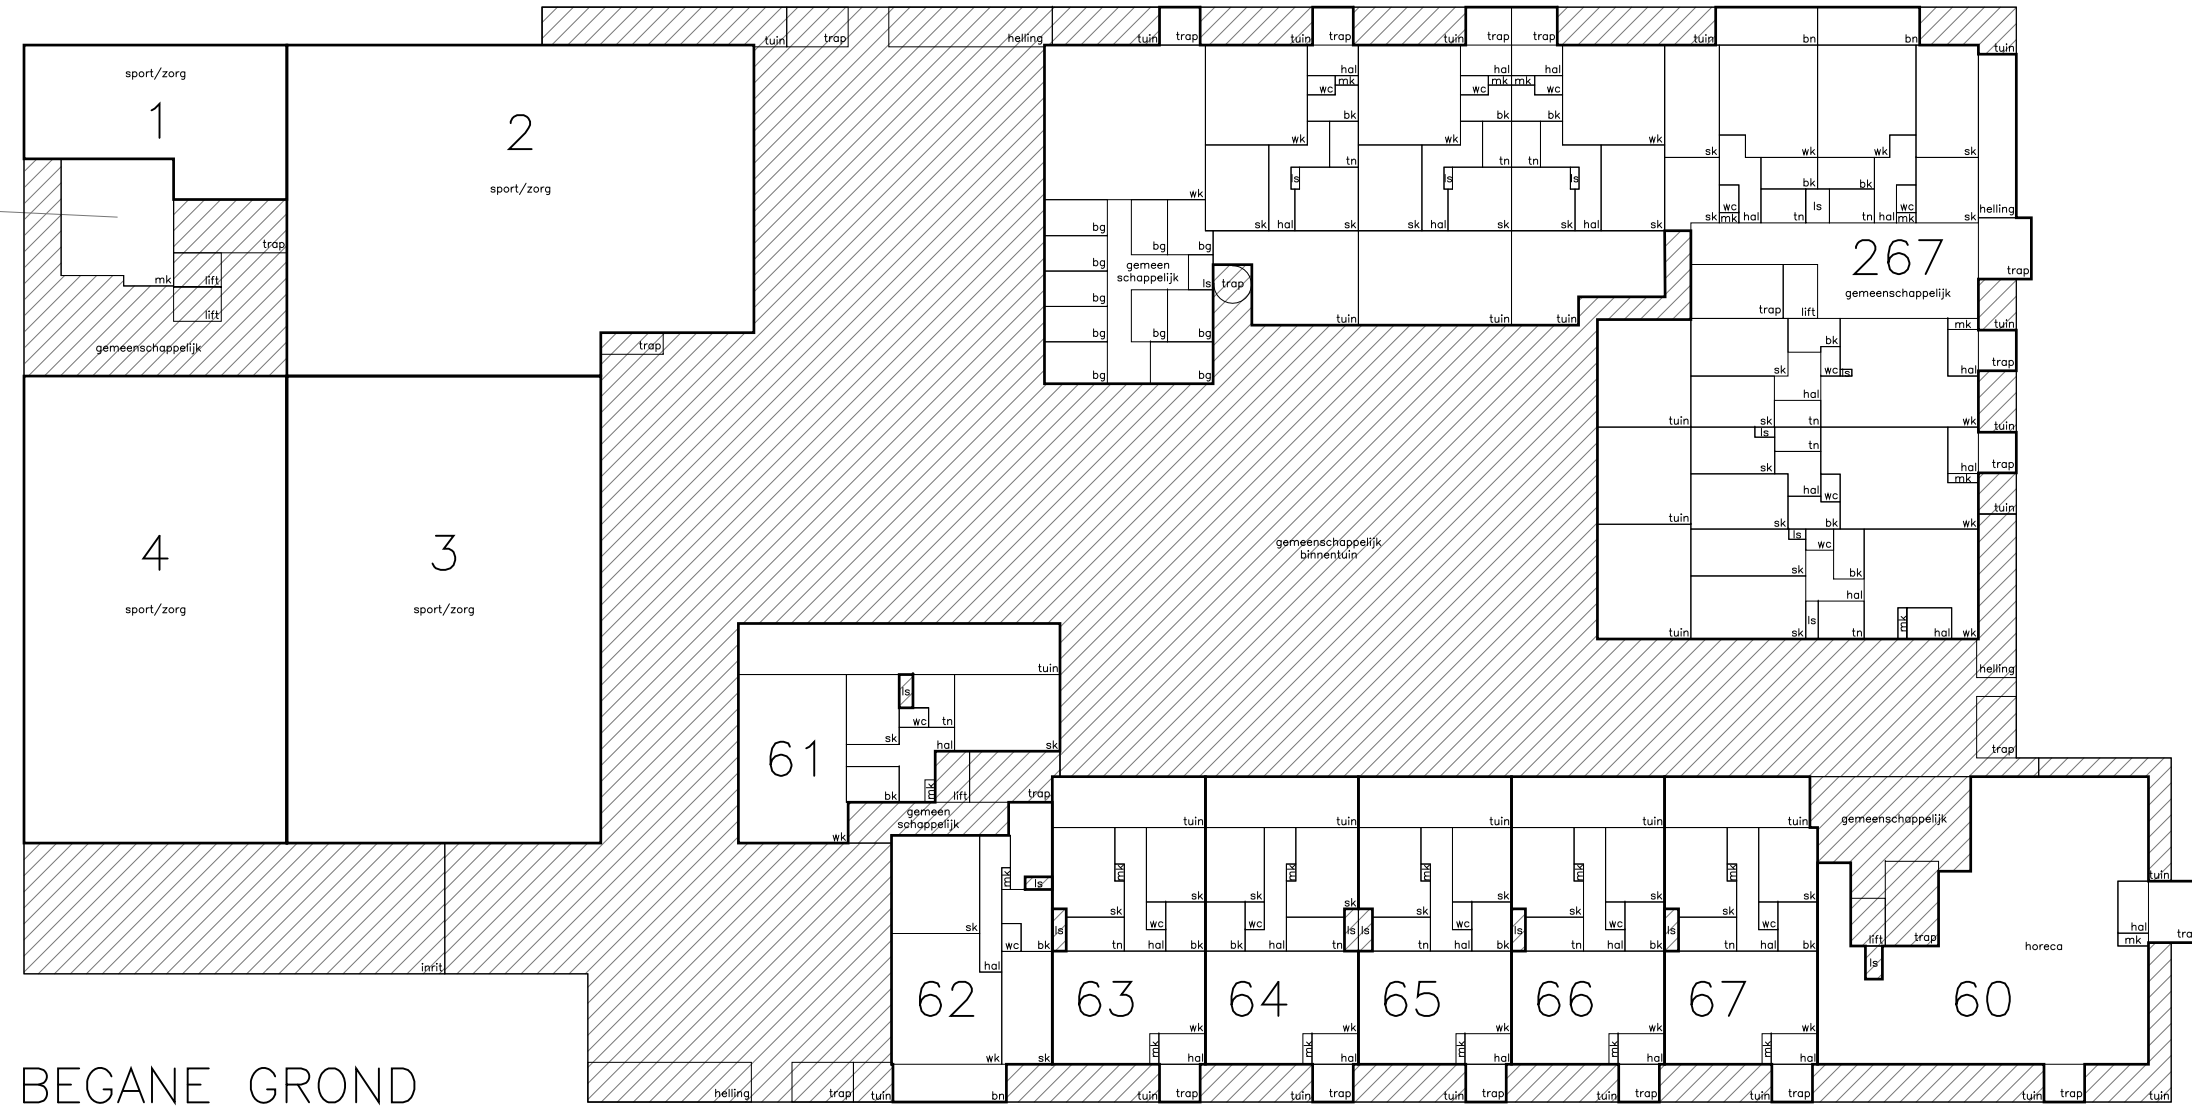 tuin trap helling tuin trap tuin trap tuin trap trap tuin bn bn tuin
sport/zorg
1
2
sport/zorg
trap
mk lift
lift
gemeenschappelijk
trap
4
3
sport/zorg
sport/zorg
inrit
hal hal hal
mk mk mk
wc wc wc
bk bk bk
wk wk wk
tn tn tn
ls ls ls
wk
sk hal sk sk hal sk sk hal sk
bg
bg bg
bg
gemeen
schappelijk
ls
trap
bg
bg bg bg
bg bg
tuin tuin tuin
sk wk wk sk
bk bk
wc ls wc
sk mk hal tn tn hal mk sk
helling
267
trap
gemeenschappelijk
trap lift
mk tuin
bk
sk wc ls hal trap
hal
tuin sk tn wk tuin
ls
tn
sk hal trap
mk
hal wc
tuin sk bk wk tuin
ls wc
sk bk
hal
ls mk
tuin sk tn hal wk
helling
trap
gemeenschappelijk
binnentuin
tuin
ls
wc tn
sk hal sk
61
mk
bk lift trap
gemeen
schappelijk
wk
tuin tuin tuin tuin tuin
gemeenschappelijk
mk ls
mk mk mk mk mk
tuin
sk sk sk sk sk
sk sk sk sk sk
sk
wc bk
hal
ls wc ls ls ls ls
wc wc wc wc
tn hal bk bk hal tn tn hal bk tn hal bk tn hal bk
lift trap
ls
horeca
hal
mk
tra
62 63 64 65 66 67 60
wk wk wk wk wk
mk mk mk mk mk
wk sk hal hal hal hal hal
BEGANE GROND
helling trap tuin bn tuin trap tuin trap tuin trap tuin trap tuin trap tuin trap tuin